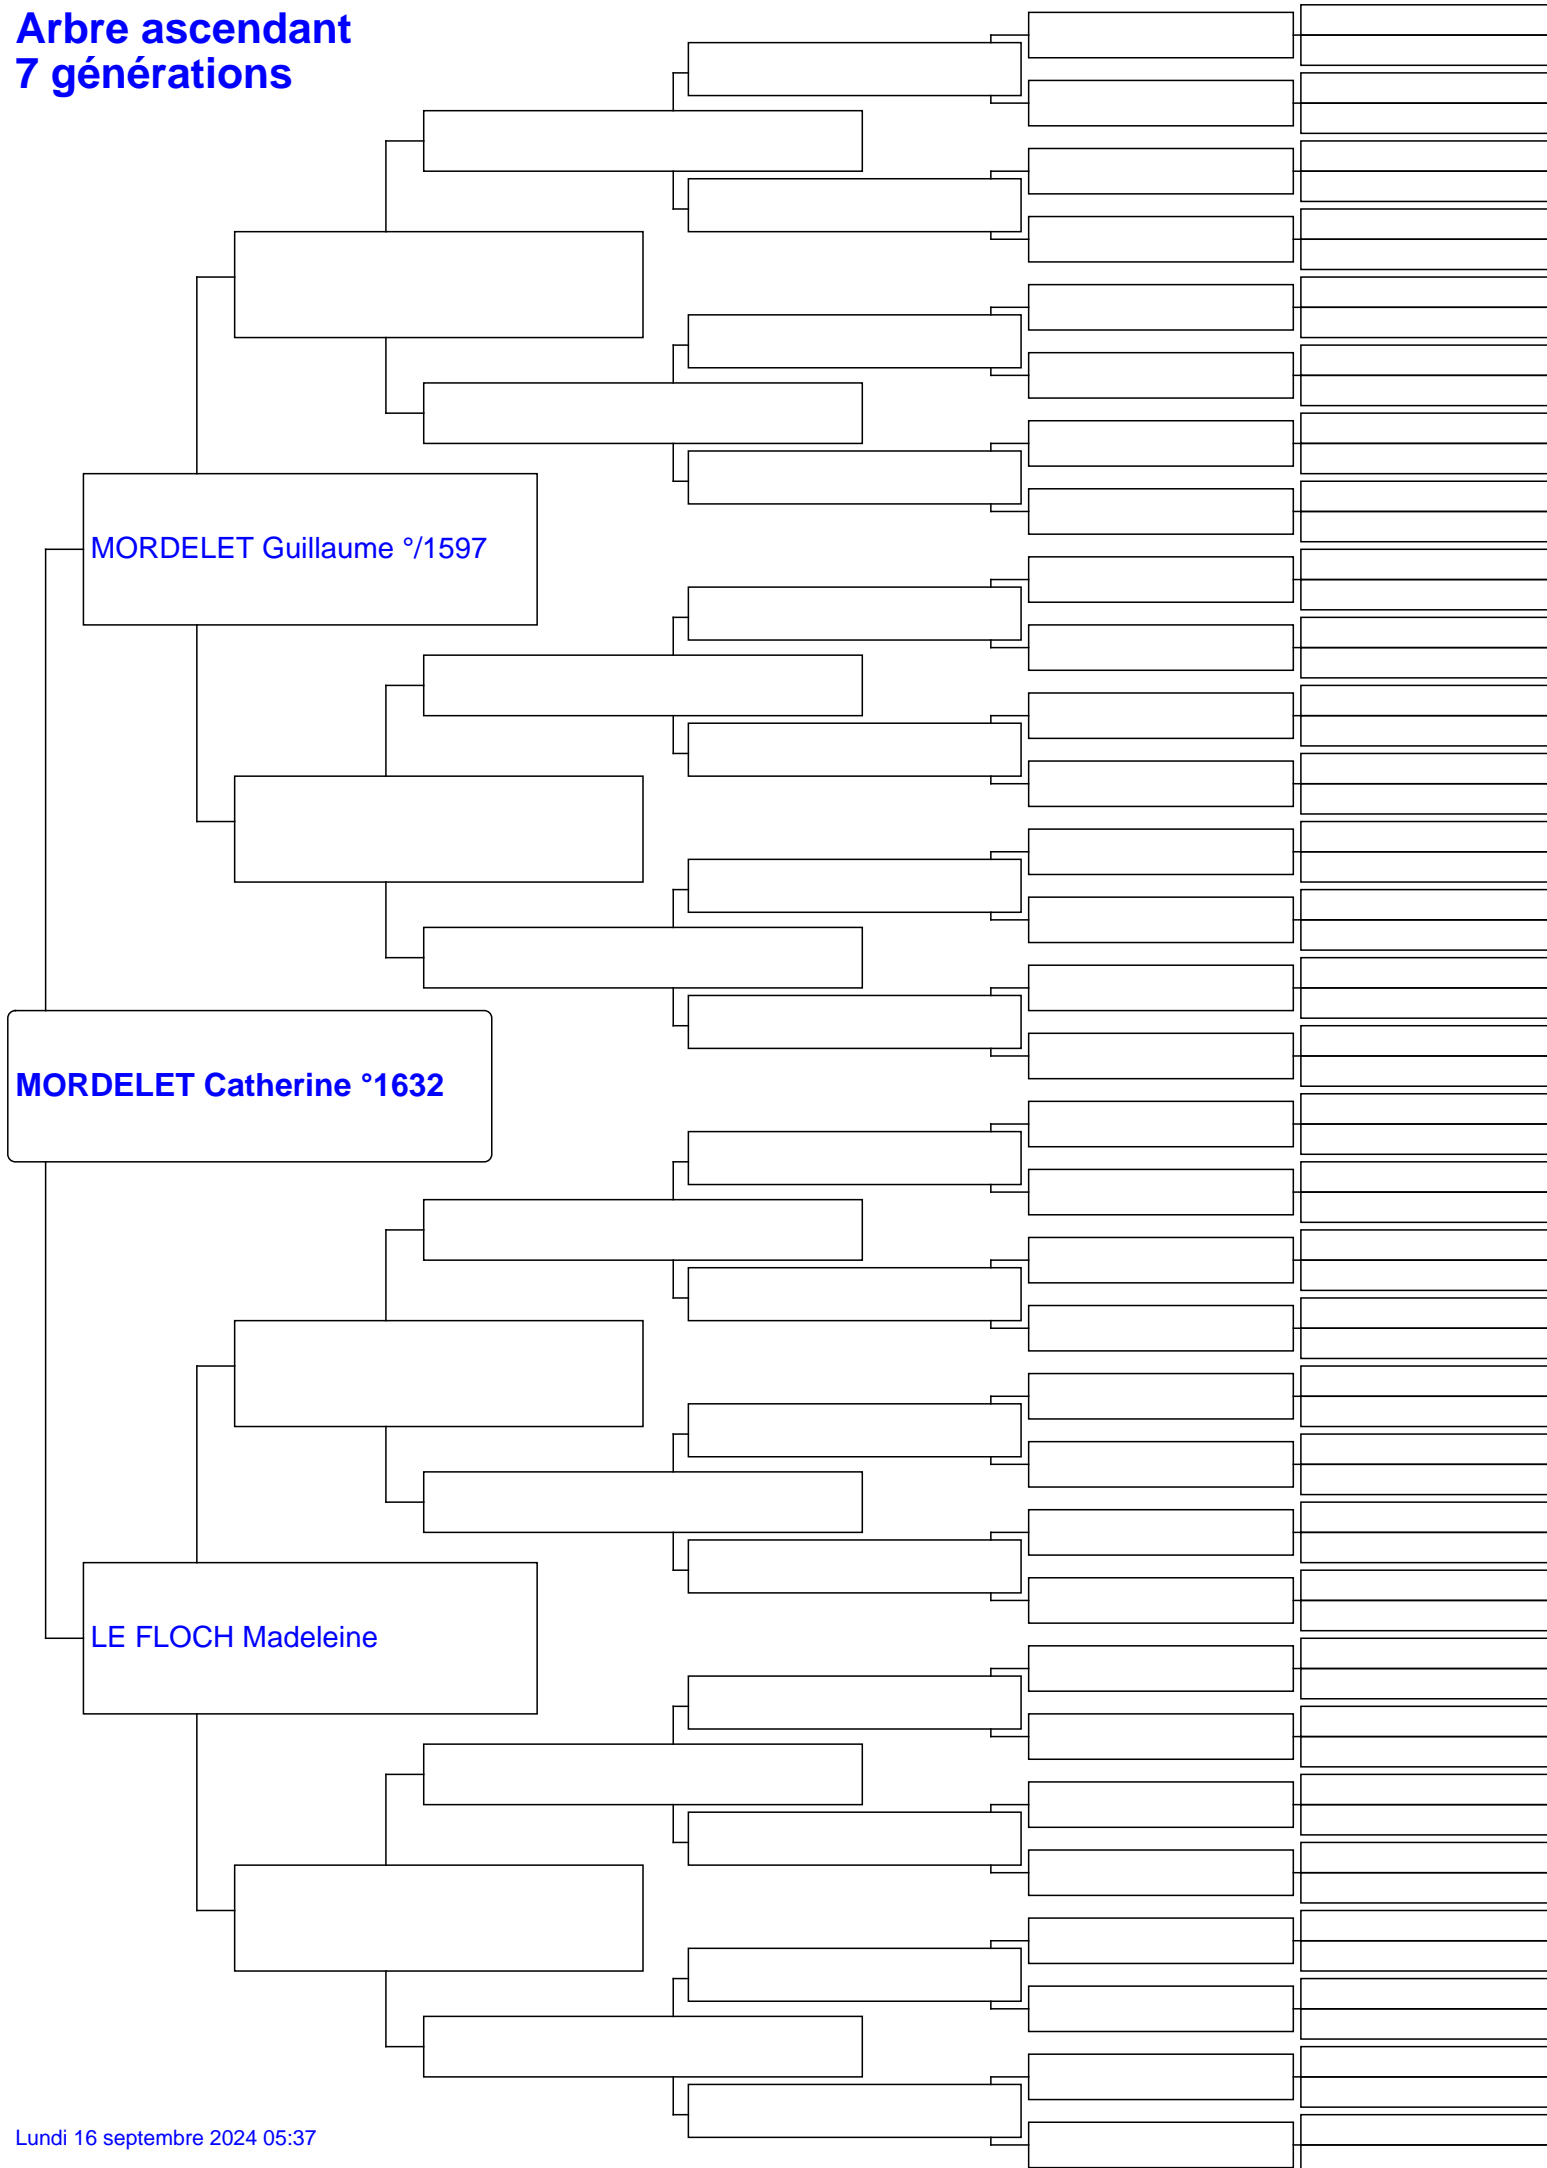 Arbre ascendant
7 générations
MORDELET Guillaume °/1597
MORDELET Catherine °1632
LE FLOCH Madeleine
Lundi 16 septembre 2024 05:37